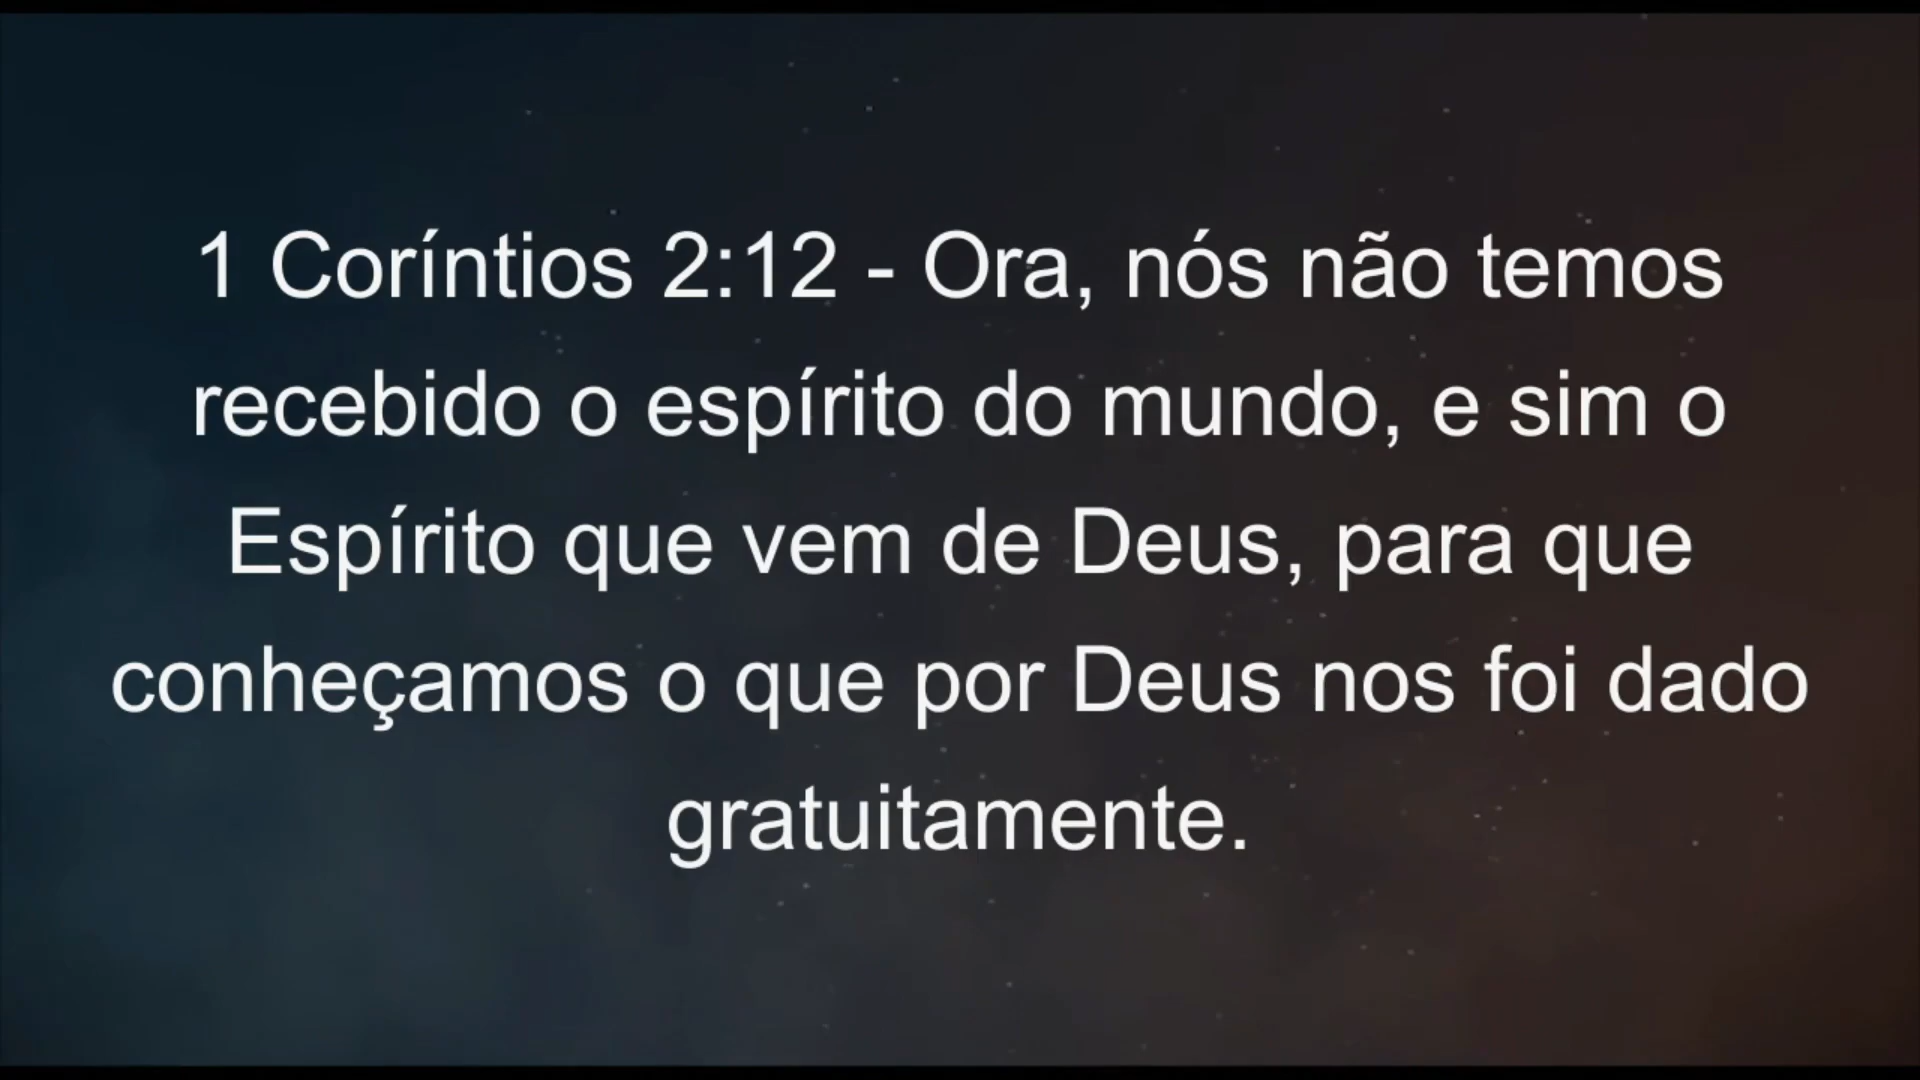 1 Coríntios 2:12 - Ora, nós não temos
recebido o espírito do mundo, e sim o
Espírito que vem de Deus, para que
conheçamos o que por Deus nos foi dado
gratuitamente.